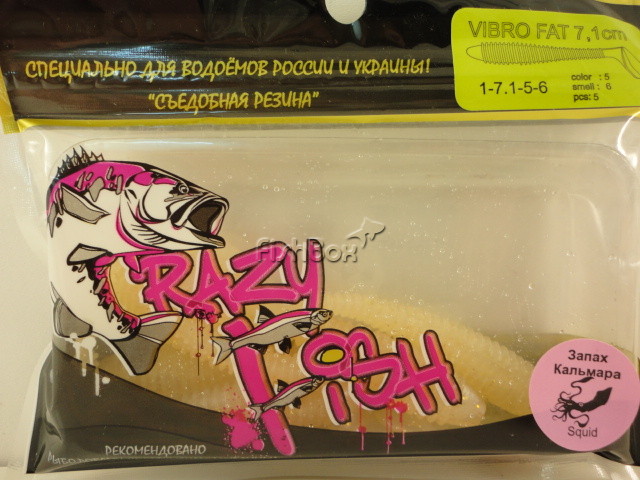 VIBRO FAT 7,1cm
1-7.1-5-6
color : 5
smell : 6
pcs: 5
СПЕЦИАЛЬНО ДЛЯ ВОДОЁМОВ РОССИИ И УКРАИНЫ!
"СЪЕДОБНАЯ РЕЗИНА"
FishBox
CRAZY
FISH
Запах
Кальмара
Squid
РЕКОМЕНДОВАНО